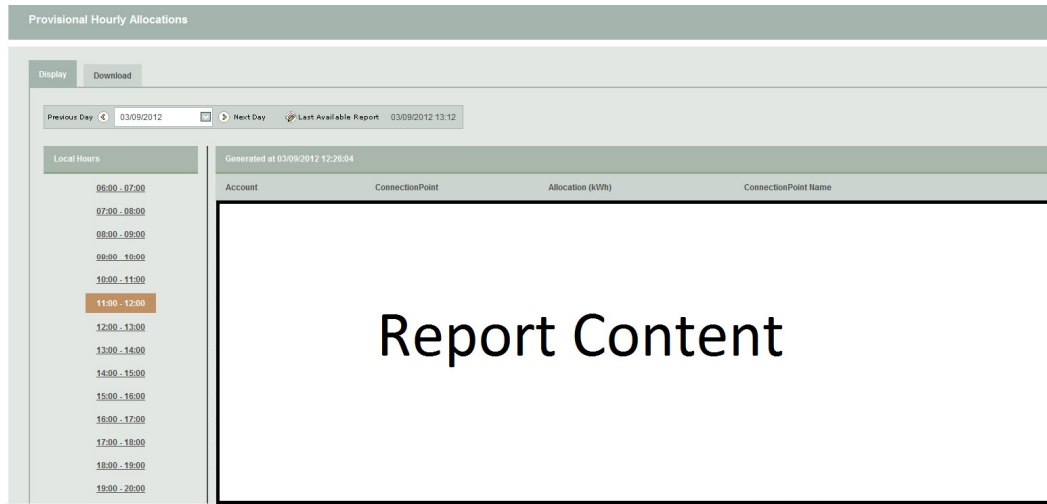 Provisional Hourly Allocations
Display Download
Previous Day 03/09/2012 Next Day Last Available Report 03/09/2012 13:12
Local Hours
Generated at 03/09/2012 12:26:04
Account ConnectionPoint Allocation (kWh) ConnectionPoint Name
06:00 - 07:00
07:00 - 08:00
08:00 - 09:00
09:00 10:00
10:00 - 11:00
11:00 - 12:00
12:00 - 13:00
13:00 - 14:00
14:00 - 15:00
15:00 - 16:00
16:00 - 17:00
17:00 - 18:00
18:00 - 19:00
19:00 - 20:00
Report Content